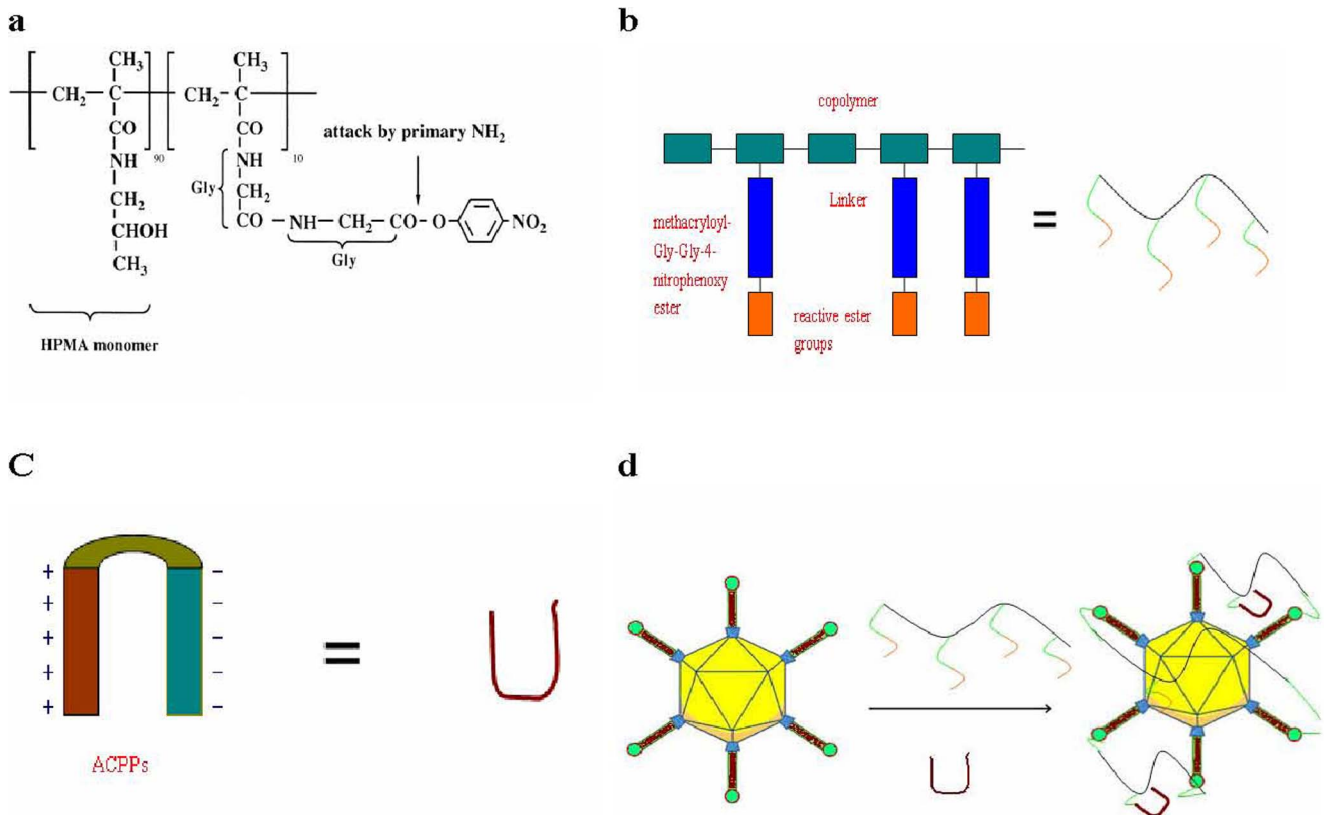 a
CH₃
CH₃
CH₂ C
CH₂ C
CO
CO
attack by primary NH₂
NH
90
NH
10
Gly
CH₂
CH₂
CHOH
CO NH CH₂ CO O NO₂
Gly
CH₃
HPMA monomer
b
copolymer
Linker
methacryloyl-
Gly-Gly-4-
nitrophenoxy
ester
reactive ester
groups
=
C
+ -
+ -
+ -
+ -
+ -
=
ACPPs
d